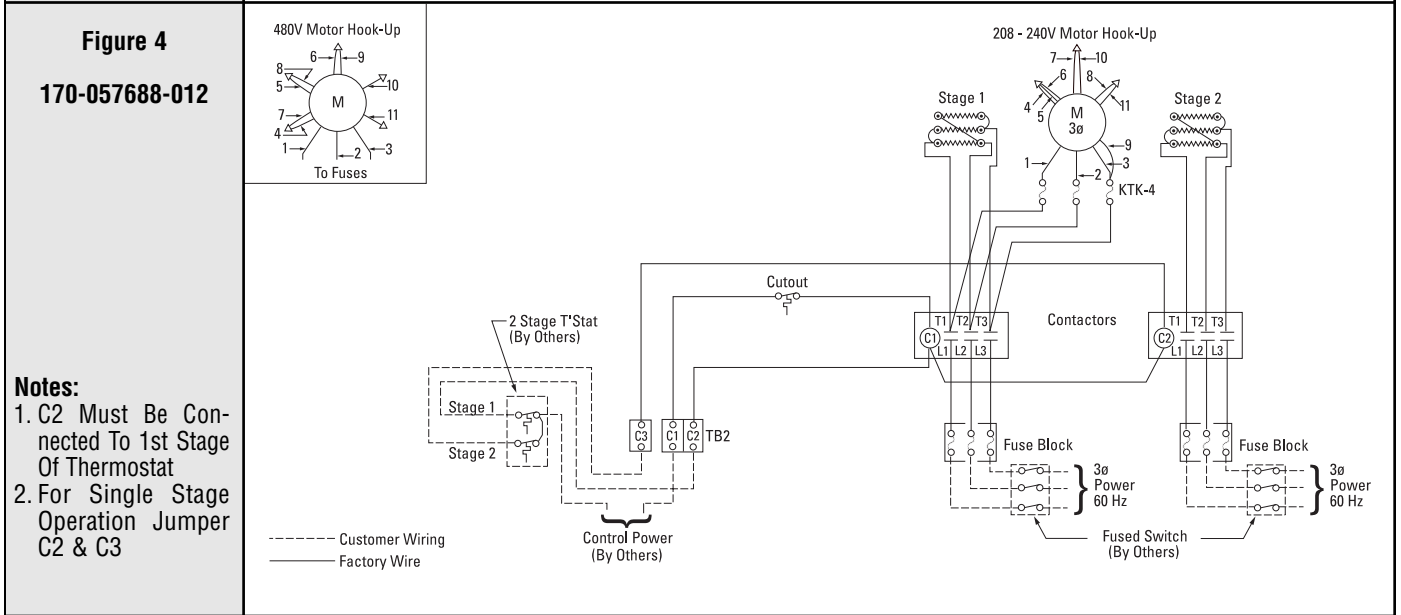 Figure 4
170-057688-012
Notes:
1. C2 Must Be Con-
nected To 1st Stage
Of Thermostat
2. For Single Stage
Operation Jumper
C2 & C3
480V Motor Hook-Up
6
9
8
5
10
M
7
11
4
1
2
3
To Fuses
208 - 240V Motor Hook-Up
7
10
6
8
4
5
11
M
3ø
9
1
3
2
KTK-4
Stage 1
Stage 2
Cutout
2 Stage T'Stat
(By Others)
Stage 1
Stage 2
C3
C1
C2
TB2
T1
T2
T3
C1
L1
L2
L3
Contactors
T1
T2
T3
C2
L1
L2
L3
Fuse Block
Fuse Block
3ø
Power
60 Hz
3ø
Power
60 Hz
Control Power
(By Others)
Fused Switch
(By Others)
Customer Wiring
Factory Wire